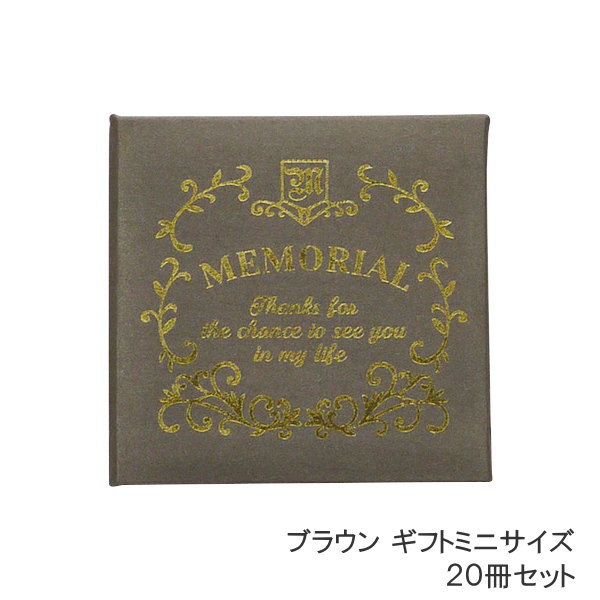 M
MEMORIAL
Thanks for
the chance to see you
in my life
ブラウン ギフトミニサイズ
20冊セット